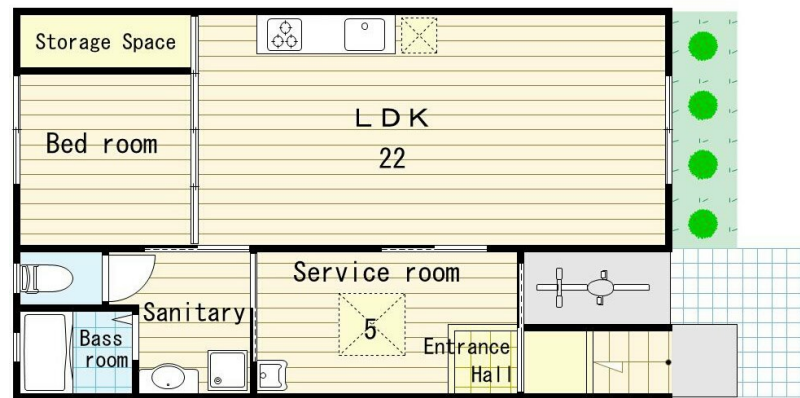 Storage Space
LDK
22
Bed room
Service room
5
Sanitary
Bass
room
Entrance
Hall